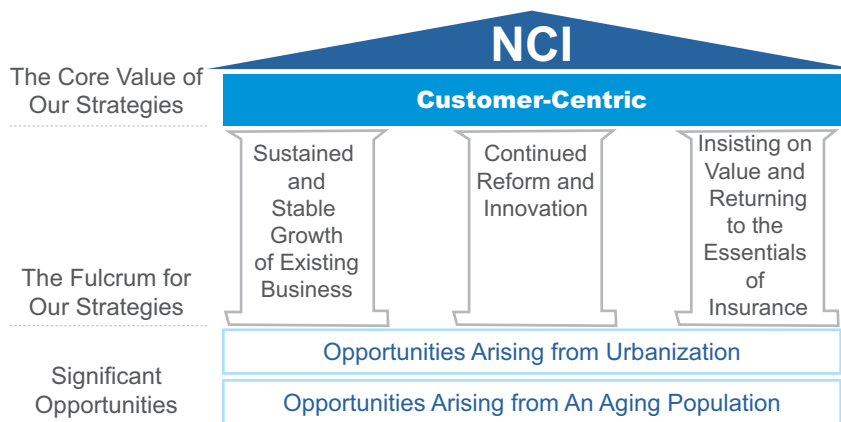 NCI
The Core Value of
Our Strategies
Customer-Centric
Sustained
and
Stable
Growth
of Existing
Business
Continued
Reform and
Innovation
Insisting on
Value and
Returning
to the
Essentials
of
Insurance
The Fulcrum for
Our Strategies
Opportunities Arising from Urbanization
Significant
Opportunities
Opportunities Arising from An Aging Population